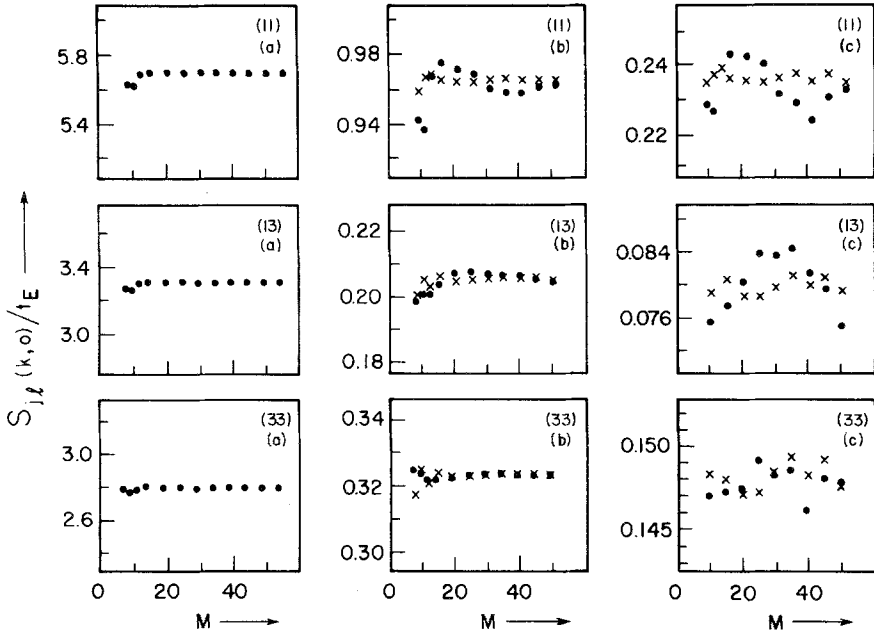 (11)
(a)
5.8
5.4
(11)
(b)
0.98
0.94
(11)
(c)
0.24
0.22
(13)
(a)
3.4
3.0
(13)
(b)
0.22
0.20
0.18
(13)
(c)
0.084
0.076
S_{jℓ}(k,0)/t_E ⟶
(33)
(a)
3.0
2.6
(33)
(b)
0.34
0.32
0.30
(33)
(c)
0.150
0.145
0 20 40
0 20 40
0 20 40
M ⟶
M ⟶
M ⟶